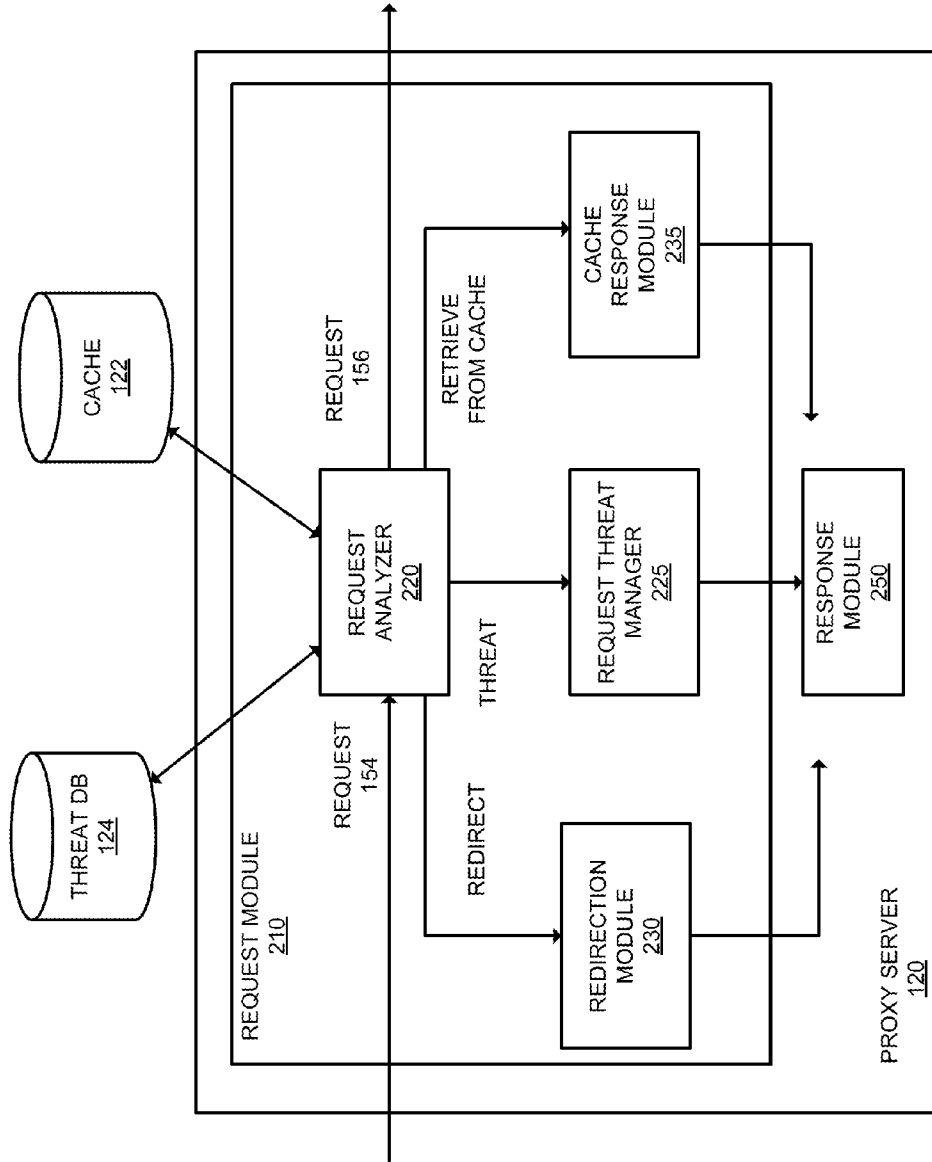 THREAT DB
124
CACHE
122
REQUEST MODULE
210
REQUEST
154
REQUEST
ANALYZER
220
REQUEST
156
REDIRECT
THREAT
RETRIEVE
FROM CACHE
REDIRECTION
MODULE
230
REQUEST THREAT
MANAGER
225
CACHE
RESPONSE
MODULE
235
RESPONSE
MODULE
250
PROXY SERVER
120